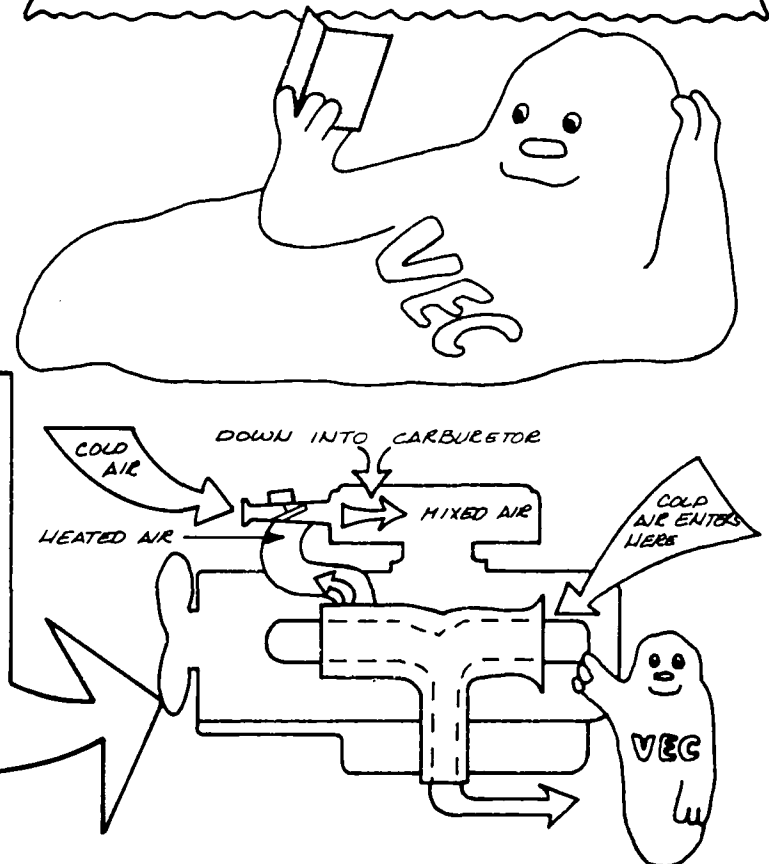 VEC
DOWN INTO CARBURETOR
COLD
AIR
MIXED AIR
HEATED AIR
COLD
AIR ENTERS
HERE
VEC